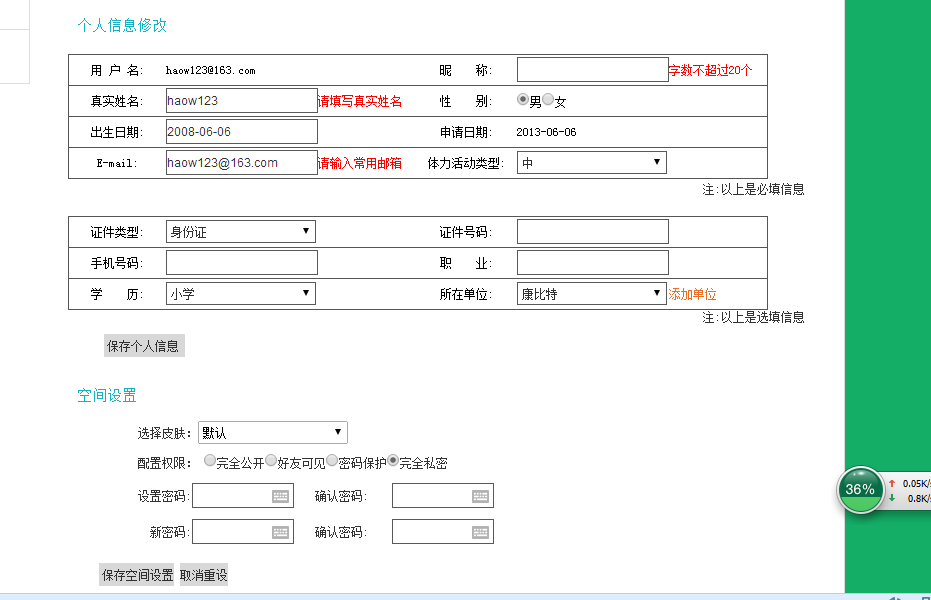 个人信息修改
用 户 名: haow123@163.com 昵 称: 字数不超过20个
真实姓名: haow123 请填写真实姓名 性 别: 男 女
出生日期: 2008-06-06 申请日期: 2013-06-06
E-mail: haow123@163.com 请输入常用邮箱 体力活动类型: 中
注:以上是必填信息
证件类型: 身份证 证件号码:
手机号码: 职 业:
学 历: 小学 所在单位: 康比特 添加单位
注:以上是选填信息
保存个人信息
空间设置
选择皮肤: 默认
配置权限: 完全公开 好友可见 密码保护 完全私密
设置密码: 确认密码:
新密码: 确认密码:
保存空间设置 取消重设
36%
0.05K/
0.8K/